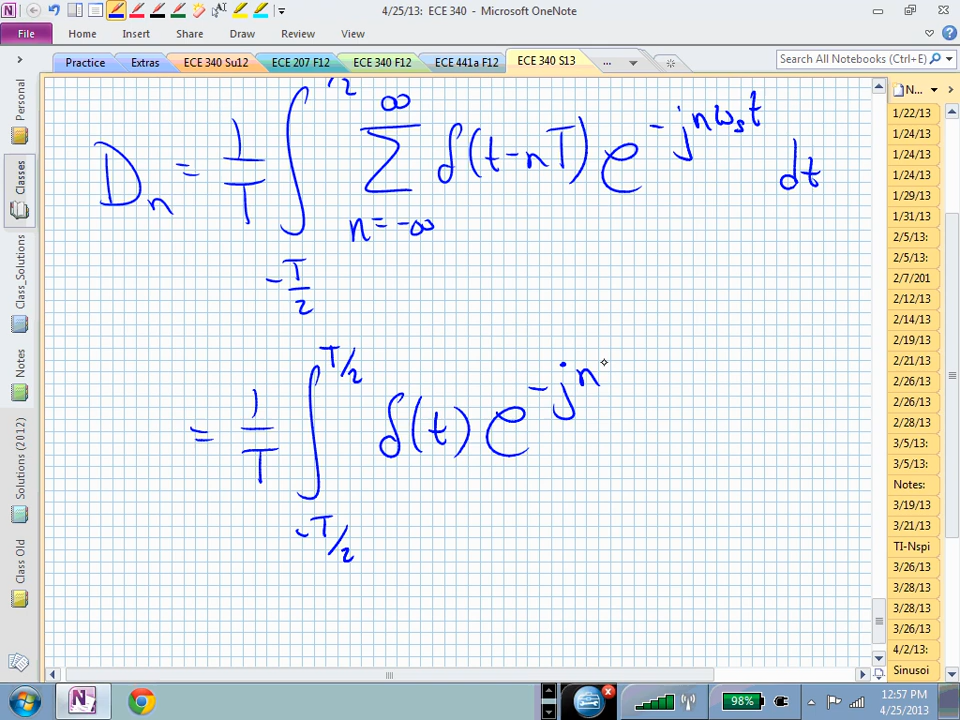 4/25/13: ECE 340 - Microsoft OneNote
File Home Insert Share Draw Review View
Practice Extras ECE 340 Su12 ECE 207 F12 ECE 340 F12 ECE 441a F12 ECE 340 S13 ... Search All Notebooks (Ctrl+E)
Personal
Classes
Class_Solutions
Notes
Solutions (2012)
Class Old
2
∞
D_n = 1/T ∫ Σ δ(t-nT) e^{-jnω_s t} dt
n = -∞
-T/2
T/2
= 1/T ∫ δ(t) e^{-jn
-T/2
N...
1/22/13
1/24/13
1/24/13
1/24/13
1/29/13
1/31/13
2/5/13:
2/5/13:
2/7/201
2/12/13
2/14/13
2/19/13
2/21/13
2/26/13
2/26/13
2/28/13
3/5/13:
3/5/13:
Notes:
3/19/13
3/21/13
TI-Nspi
3/26/13
3/28/13
3/28/13
3/26/13
4/2/13:
Sinusoi
98%
12:57 PM
4/25/2013